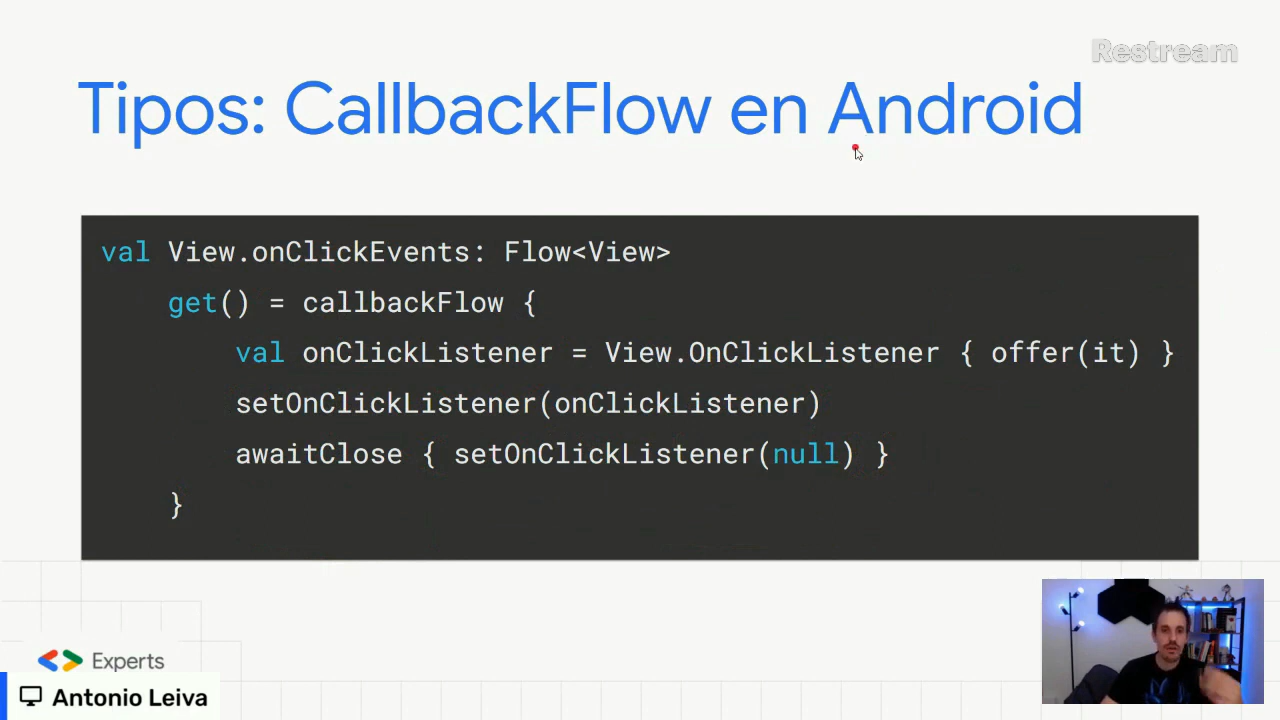 Restream
Tipos: CallbackFlow en Android
val View.onClickEvents: Flow<View>
get() = callbackFlow {
val onClickListener = View.OnClickListener { offer(it) }
setOnClickListener(onClickListener)
awaitClose { setOnClickListener(null) }
}
Experts
Antonio Leiva